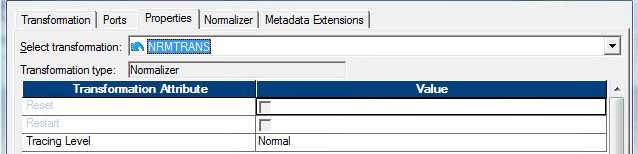 Transformation Ports Properties Normalizer Metadata Extensions
Select transformation: NRMTRANS
Transformation type: Normalizer
Transformation Attribute Value
Reset
Restart
Tracing Level Normal